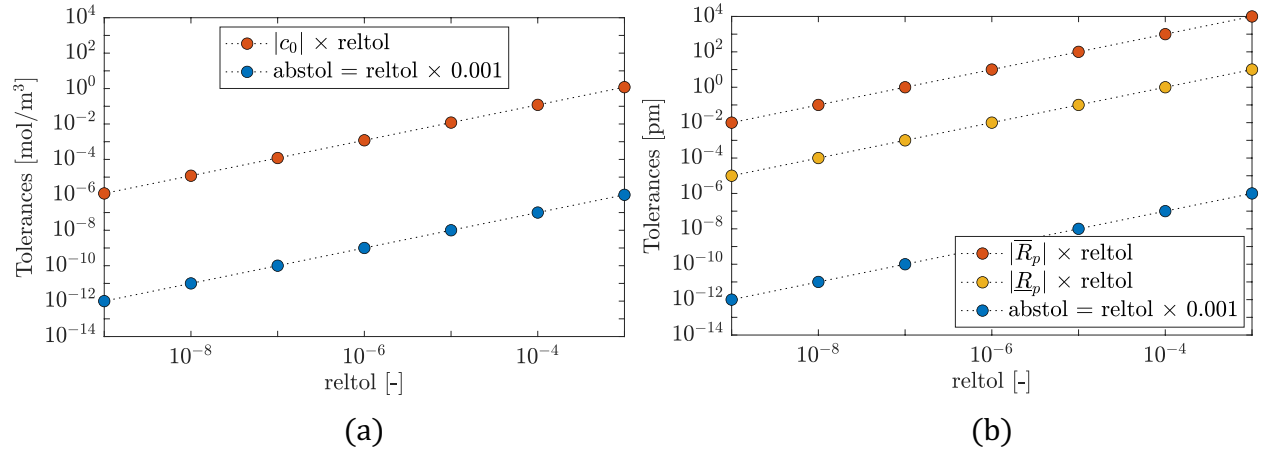 10^4
10^2
10^0
10^-2
10^-4
10^-6
10^-8
10^-10
10^-12
10^-14
Tolerances [mol/m^3]
|c_0| × reltol
abstol = reltol × 0.001
10^-8
10^-6
10^-4
reltol [-]
(a)
10^4
10^2
10^0
10^-2
10^-4
10^-6
10^-8
10^-10
10^-12
10^-14
Tolerances [pm]
|R̅_p| × reltol
|R̲_p| × reltol
abstol = reltol × 0.001
10^-8
10^-6
10^-4
reltol [-]
(b)